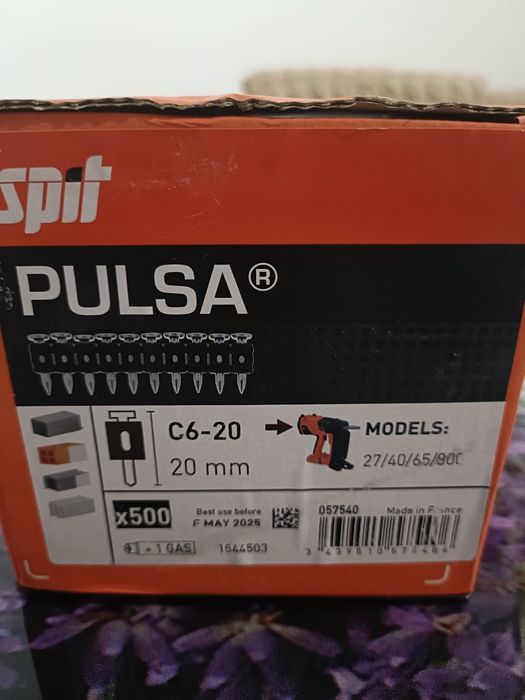 spit
PULSA®
C6-20
20 mm
MODELS:
27/40/65/800
x500
Best use before
F MAY 2025
057540
Made in France
+ 1 GAS
1544503